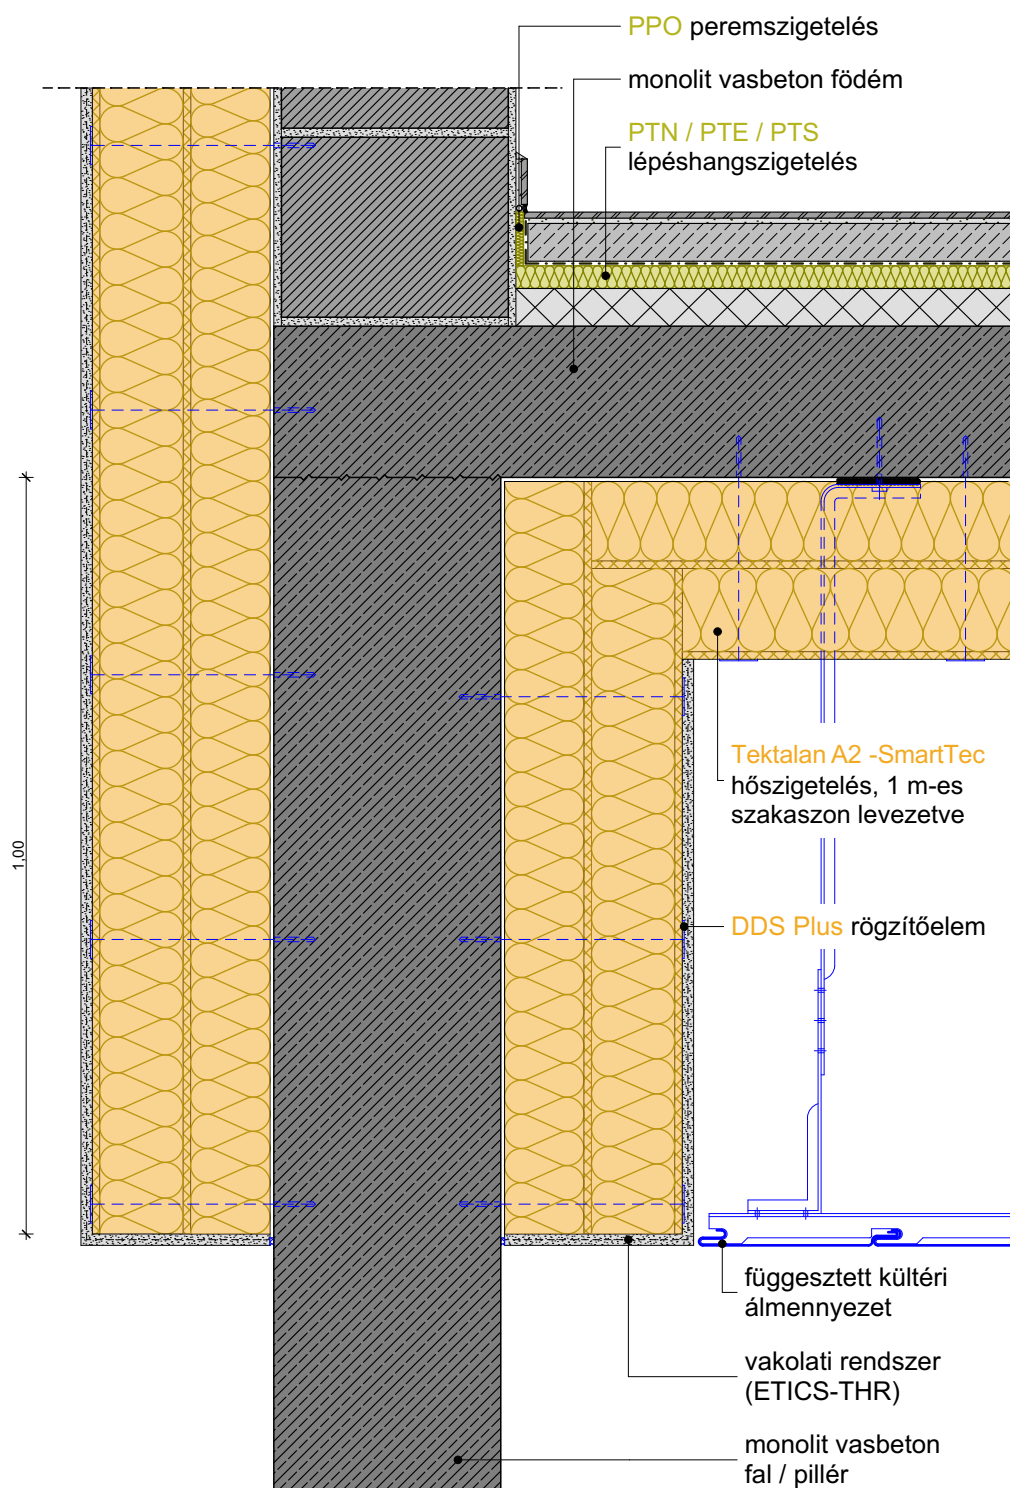 PPO peremszigetelés
monolit vasbeton födém
PTN / PTE / PTS
lépéshangszigetelés
1,00
Tektalan A2 -SmartTec
hőszigetelés, 1 m-es
szakaszon levezetve
DDS Plus rögzítőelem
függesztett kültéri
álmennyezet
vakolati rendszer
(ETICS-THR)
monolit vasbeton
fal / pillér